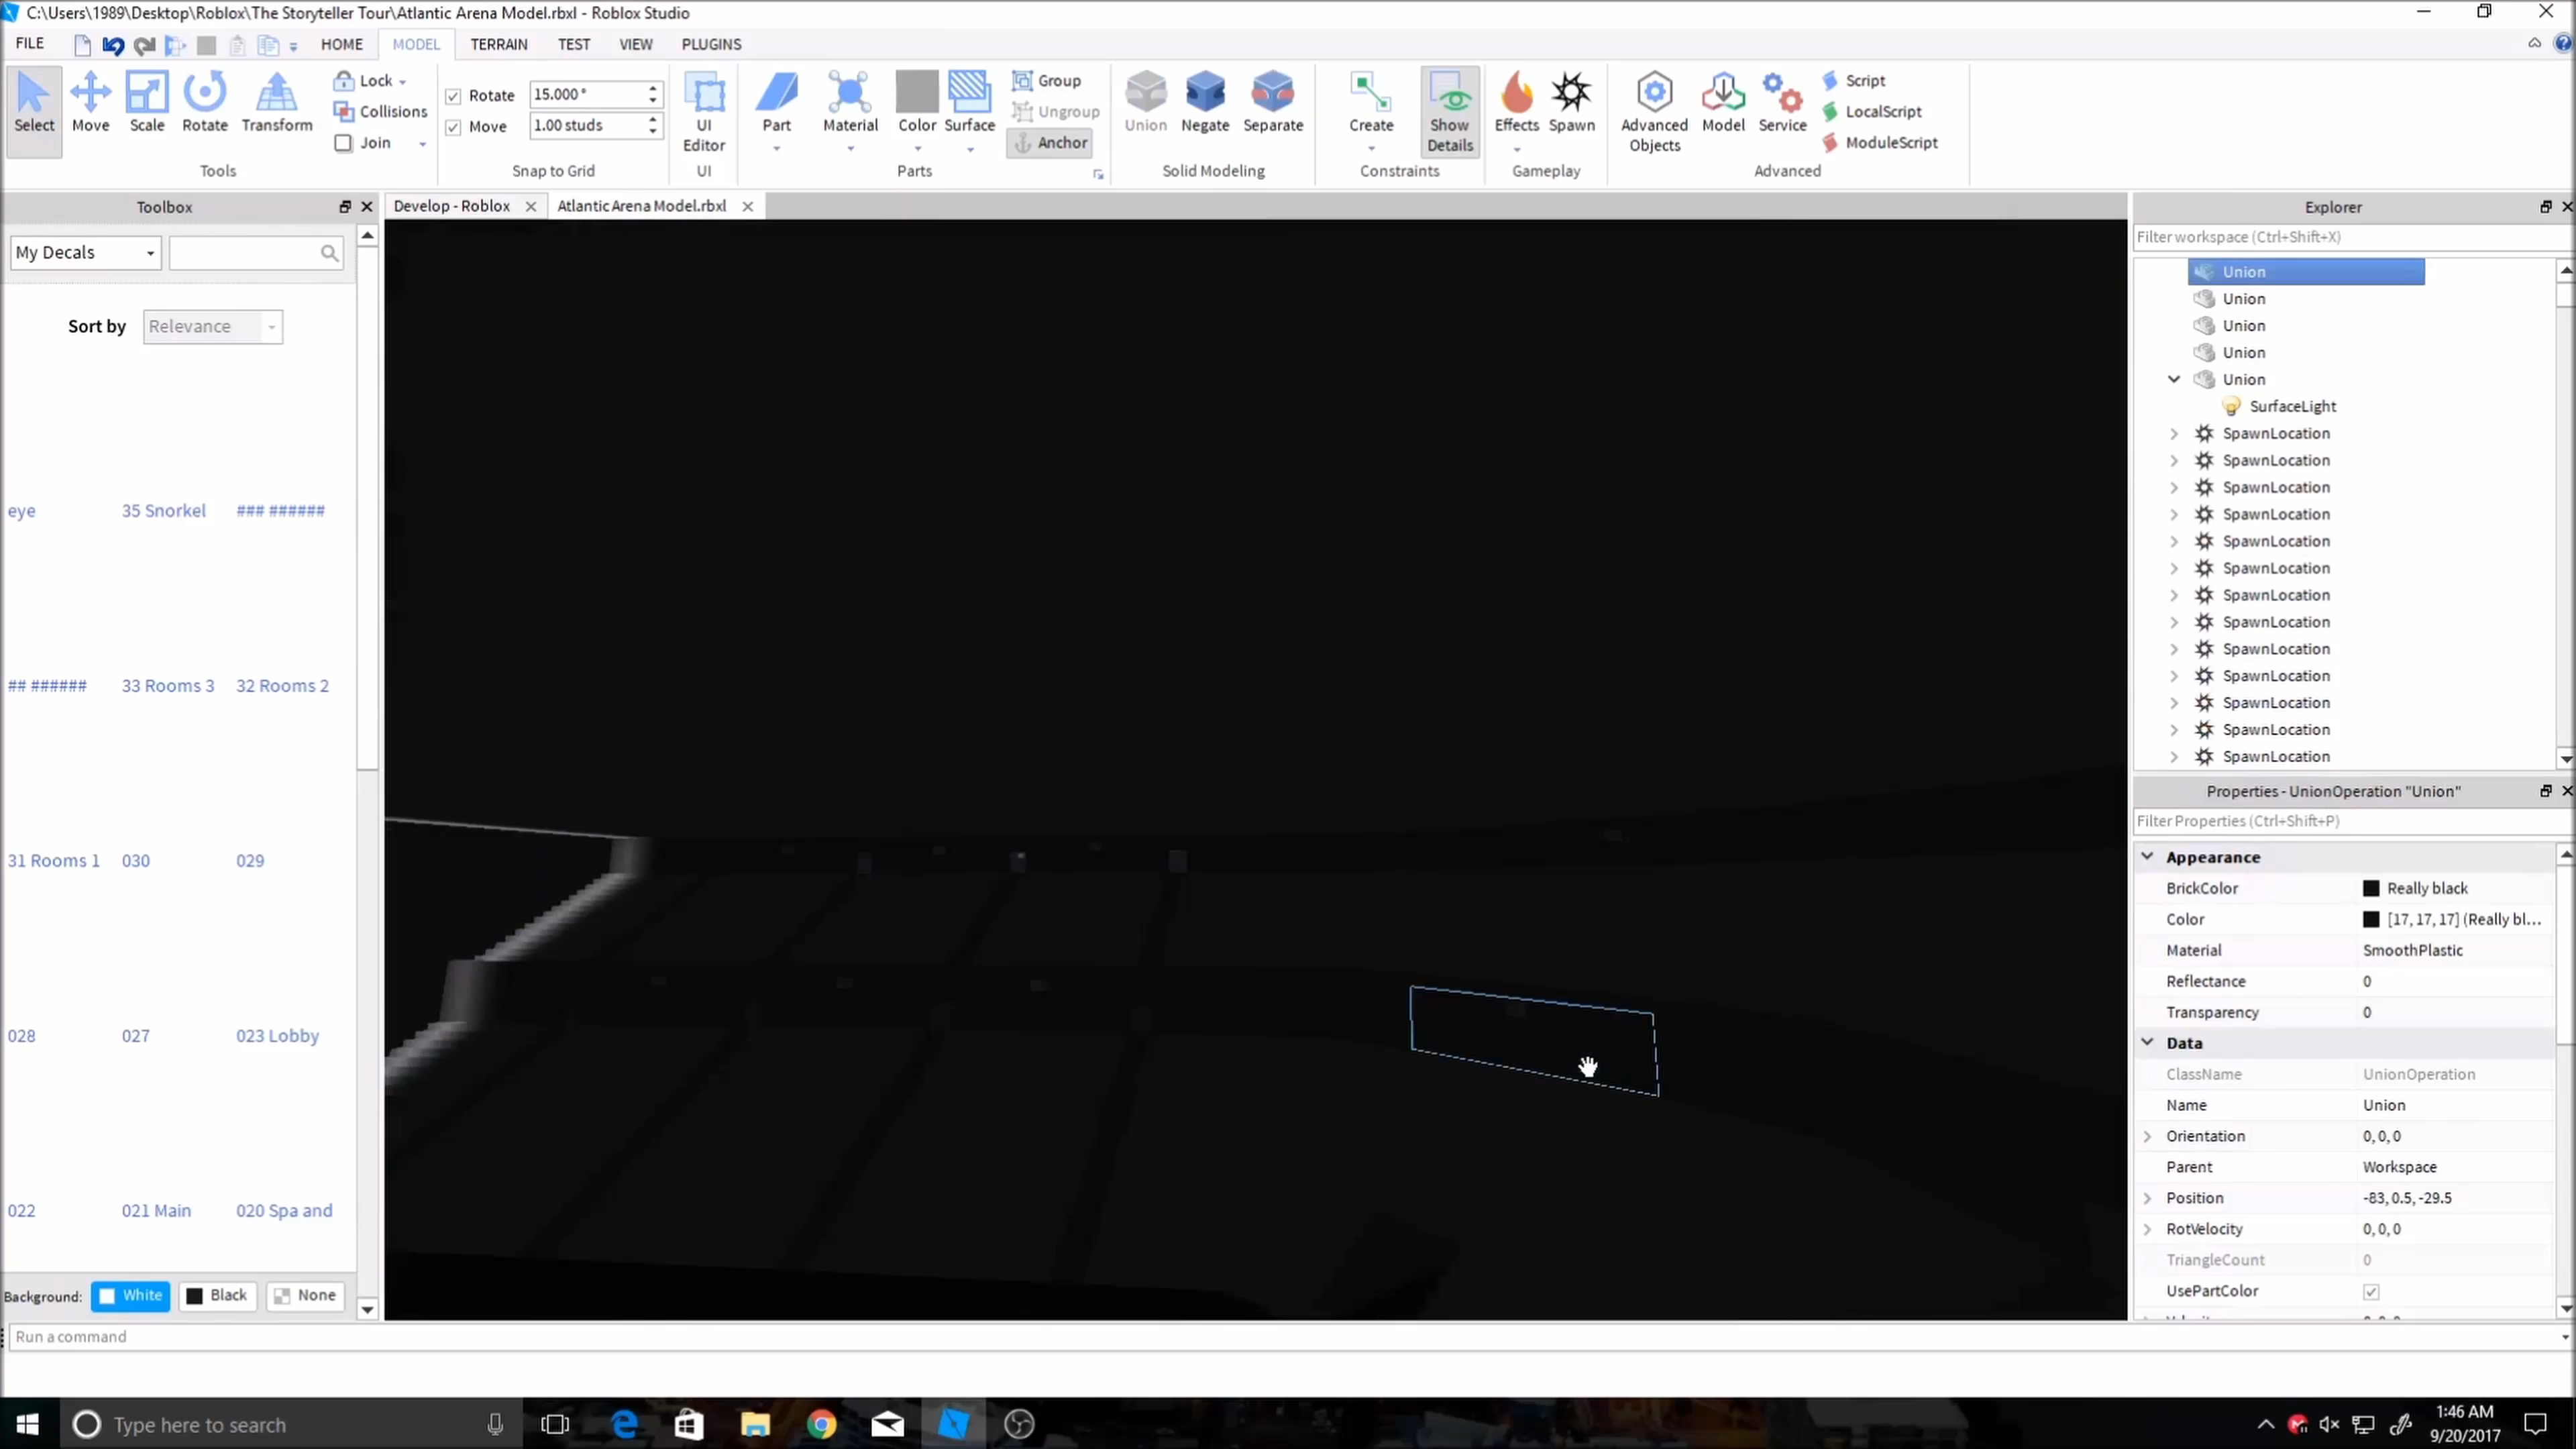 C:\Users\1989\Desktop\Roblox\The Storyteller Tour\Atlantic Arena Model.rbxl - Roblox Studio
FILE HOME MODEL TERRAIN TEST VIEW PLUGINS
Select Move Scale Rotate Transform
Lock
Collisions
Join
Tools
Rotate 15.000 °
Move 1.00 studs
Snap to Grid
UI Editor
UI
Part Material Color Surface
Group
Ungroup
Anchor
Parts
Union Negate Separate
Solid Modeling
Create Show Details
Constraints
Effects Spawn
Gameplay
Advanced Objects Model Service
Script
LocalScript
ModuleScript
Advanced
Toolbox
Develop - Roblox
Atlantic Arena Model.rbxl
My Decals
Sort by Relevance
eye 35 Snorkel ### ######
## ###### 33 Rooms 3 32 Rooms 2
31 Rooms 1 030 029
028 027 023 Lobby
022 021 Main 020 Spa and
Background: White Black None
Run a command
Explorer
Filter workspace (Ctrl+Shift+X)
Union
Union
Union
Union
Union
SurfaceLight
SpawnLocation
SpawnLocation
SpawnLocation
SpawnLocation
SpawnLocation
SpawnLocation
SpawnLocation
SpawnLocation
SpawnLocation
SpawnLocation
SpawnLocation
SpawnLocation
SpawnLocation
Properties - UnionOperation "Union"
Filter Properties (Ctrl+Shift+P)
Appearance
BrickColor Really black
Color [17, 17, 17] (Really bl...
Material SmoothPlastic
Reflectance 0
Transparency 0
Data
ClassName UnionOperation
Name Union
Orientation 0, 0, 0
Parent Workspace
Position -83, 0.5, -29.5
RotVelocity 0, 0, 0
TriangleCount 0
UsePartColor
Type here to search
1:46 AM
9/20/2017